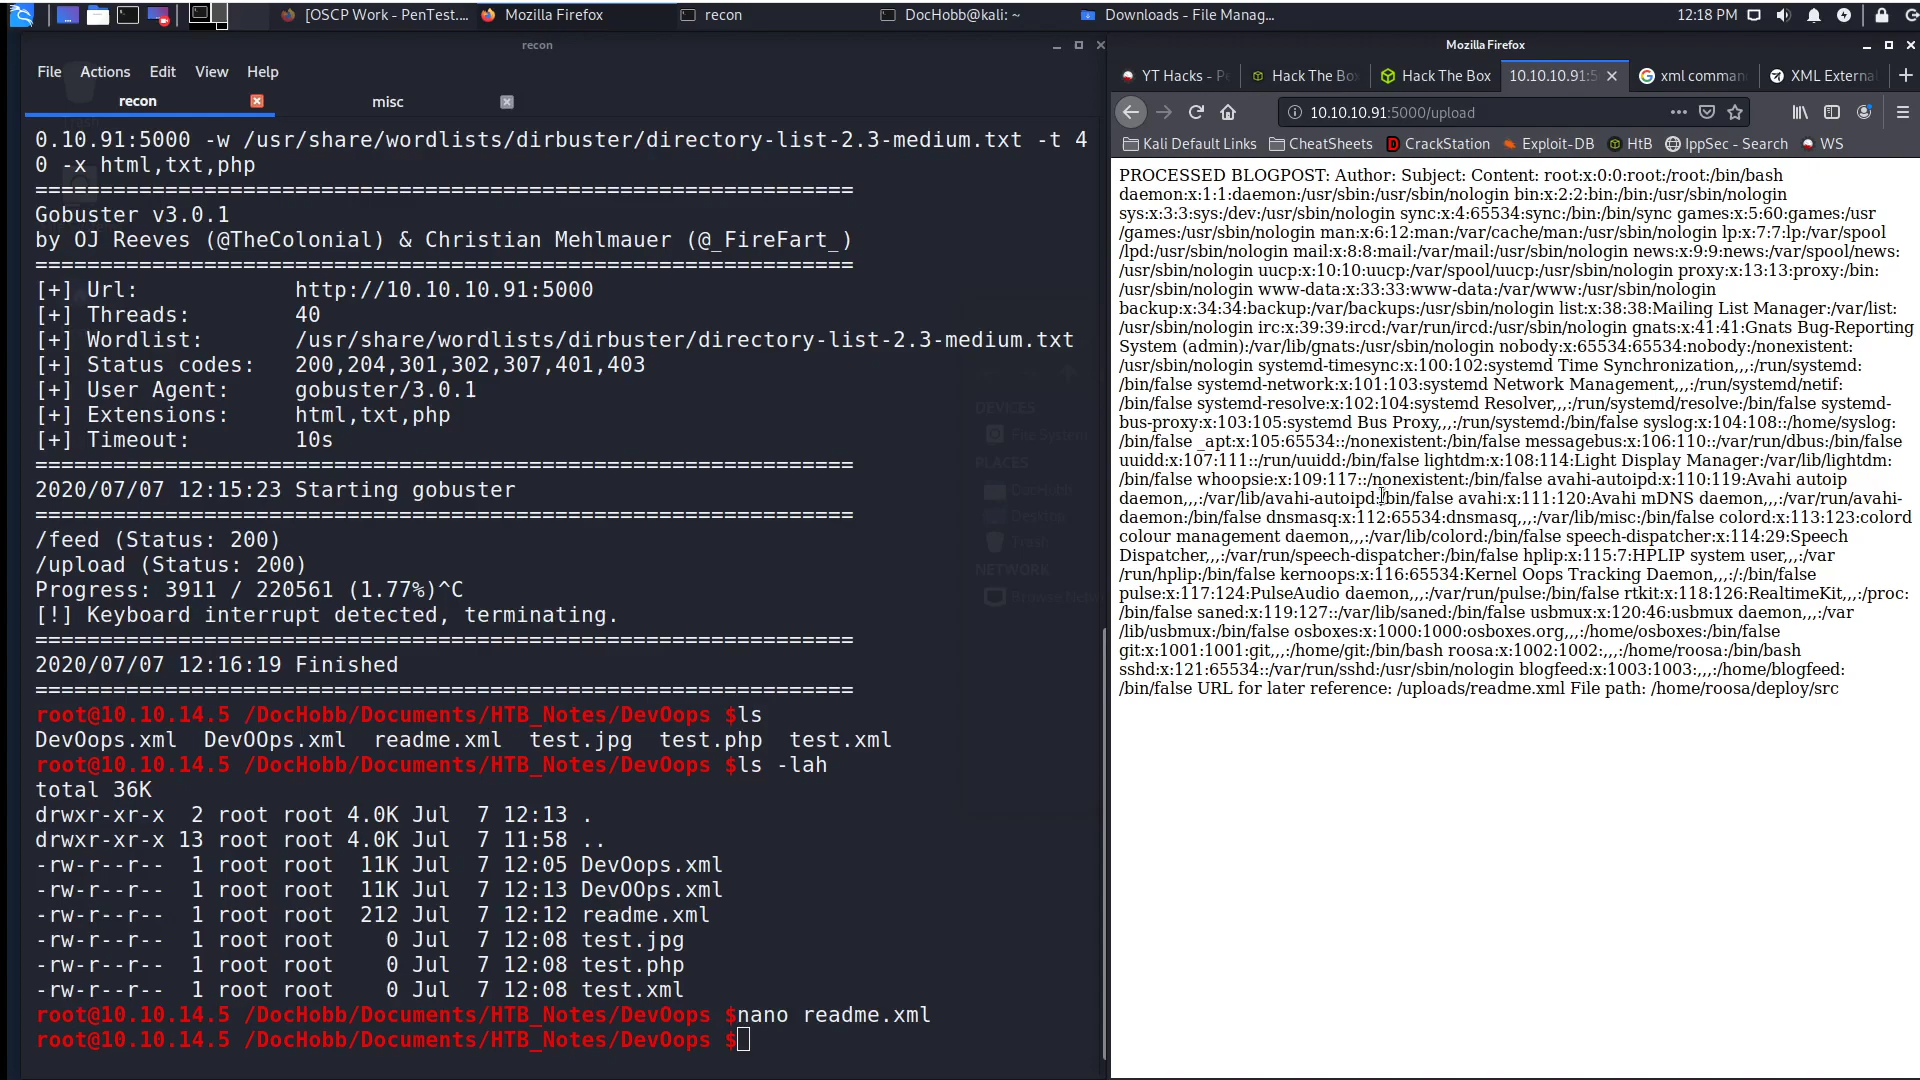 [OSCP Work - PenTest....
Mozilla Firefox
recon
DocHobb@kali: ~
Downloads - File Manag...
12:18 PM
recon
File Actions Edit View Help
recon
misc
0.10.91:5000 -w /usr/share/wordlists/dirbuster/directory-list-2.3-medium.txt -t 4
0 -x html,txt,php
===============================================================
Gobuster v3.0.1
by OJ Reeves (@TheColonial) & Christian Mehlmauer (@_FireFart_)
===============================================================
[+] Url:            http://10.10.10.91:5000
[+] Threads:        40
[+] Wordlist:       /usr/share/wordlists/dirbuster/directory-list-2.3-medium.txt
[+] Status codes:   200,204,301,302,307,401,403
[+] User Agent:     gobuster/3.0.1
[+] Extensions:     html,txt,php
[+] Timeout:        10s
===============================================================
2020/07/07 12:15:23 Starting gobuster
===============================================================
/feed (Status: 200)
/upload (Status: 200)
Progress: 3911 / 220561 (1.77%)^C
[!] Keyboard interrupt detected, terminating.
===============================================================
2020/07/07 12:16:19 Finished
===============================================================
root@10.10.14.5 /DocHobb/Documents/HTB_Notes/DevOops $ls
DevOops.xml  DevOOps.xml  readme.xml  test.jpg  test.php  test.xml
root@10.10.14.5 /DocHobb/Documents/HTB_Notes/DevOops $ls -lah
total 36K
drwxr-xr-x  2 root root 4.0K Jul  7 12:13 .
drwxr-xr-x 13 root root 4.0K Jul  7 11:58 ..
-rw-r--r--  1 root root  11K Jul  7 12:05 DevOops.xml
-rw-r--r--  1 root root  11K Jul  7 12:13 DevOOps.xml
-rw-r--r--  1 root root  212 Jul  7 12:12 readme.xml
-rw-r--r--  1 root root    0 Jul  7 12:08 test.jpg
-rw-r--r--  1 root root    0 Jul  7 12:08 test.php
-rw-r--r--  1 root root    0 Jul  7 12:08 test.xml
root@10.10.14.5 /DocHobb/Documents/HTB_Notes/DevOops $nano readme.xml
root@10.10.14.5 /DocHobb/Documents/HTB_Notes/DevOops $
DEVICES
File System
PLACES
DocHobb
Desktop
Trash
NETWORK
Browse Netw
Mozilla Firefox
YT Hacks - P
Hack The Bo
Hack The Box
10.10.10.91:5
xml comman
XML Externa
10.10.10.91:5000/upload
Kali Default Links
CheatSheets
CrackStation
Exploit-DB
HtB
IppSec - Search
WS
PROCESSED BLOGPOST: Author: Subject: Content: root:x:0:0:root:/root:/bin/bash
daemon:x:1:1:daemon:/usr/sbin:/usr/sbin/nologin bin:x:2:2:bin:/bin:/usr/sbin/nologin
sys:x:3:3:sys:/dev:/usr/sbin/nologin sync:x:4:65534:sync:/bin:/bin/sync games:x:5:60:games:/usr
/games:/usr/sbin/nologin man:x:6:12:man:/var/cache/man:/usr/sbin/nologin lp:x:7:7:lp:/var/spool
/lpd:/usr/sbin/nologin mail:x:8:8:mail:/var/mail:/usr/sbin/nologin news:x:9:9:news:/var/spool/news:
/usr/sbin/nologin uucp:x:10:10:uucp:/var/spool/uucp:/usr/sbin/nologin proxy:x:13:13:proxy:/bin:
/usr/sbin/nologin www-data:x:33:33:www-data:/var/www:/usr/sbin/nologin
backup:x:34:34:backup:/var/backups:/usr/sbin/nologin list:x:38:38:Mailing List Manager:/var/list:
/usr/sbin/nologin irc:x:39:39:ircd:/var/run/ircd:/usr/sbin/nologin gnats:x:41:41:Gnats Bug-Reporting
System (admin):/var/lib/gnats:/usr/sbin/nologin nobody:x:65534:65534:nobody:/nonexistent:
/usr/sbin/nologin systemd-timesync:x:100:102:systemd Time Synchronization,,,:/run/systemd:
/bin/false systemd-network:x:101:103:systemd Network Management,,,:/run/systemd/netif:
/bin/false systemd-resolve:x:102:104:systemd Resolver,,,:/run/systemd/resolve:/bin/false systemd-
bus-proxy:x:103:105:systemd Bus Proxy,,,:/run/systemd:/bin/false syslog:x:104:108::/home/syslog:
/bin/false _apt:x:105:65534::/nonexistent:/bin/false messagebus:x:106:110::/var/run/dbus:/bin/false
uuidd:x:107:111::/run/uuidd:/bin/false lightdm:x:108:114:Light Display Manager:/var/lib/lightdm:
/bin/false whoopsie:x:109:117::/nonexistent:/bin/false avahi-autoipd:x:110:119:Avahi autoip
daemon,,,:/var/lib/avahi-autoipd:/bin/false avahi:x:111:120:Avahi mDNS daemon,,,:/var/run/avahi-
daemon:/bin/false dnsmasq:x:112:65534:dnsmasq,,,:/var/lib/misc:/bin/false colord:x:113:123:colord
colour management daemon,,,:/var/lib/colord:/bin/false speech-dispatcher:x:114:29:Speech
Dispatcher,,,:/var/run/speech-dispatcher:/bin/false hplip:x:115:7:HPLIP system user,,,:/var
/run/hplip:/bin/false kernoops:x:116:65534:Kernel Oops Tracking Daemon,,,:/:/bin/false
pulse:x:117:124:PulseAudio daemon,,,:/var/run/pulse:/bin/false rtkit:x:118:126:RealtimeKit,,,:/proc:
/bin/false saned:x:119:127::/var/lib/saned:/bin/false usbmux:x:120:46:usbmux daemon,,,:/var
/lib/usbmux:/bin/false osboxes:x:1000:1000:osboxes.org,,,:/home/osboxes:/bin/false
git:x:1001:1001:git,,,:/home/git:/bin/bash roosa:x:1002:1002:,,,:/home/roosa:/bin/bash
sshd:x:121:65534::/var/run/sshd:/usr/sbin/nologin blogfeed:x:1003:1003:,,,:/home/blogfeed:
/bin/false URL for later reference: /uploads/readme.xml File path: /home/roosa/deploy/src